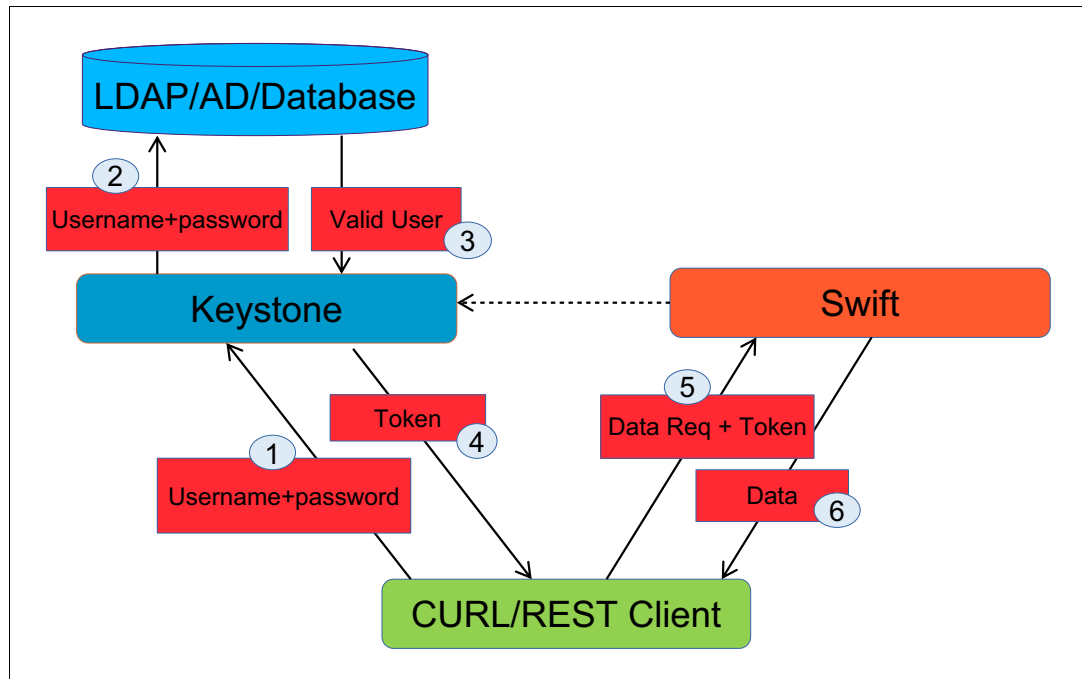 LDAP/AD/Database
2
Username+password
Valid User
3
Keystone
Swift
5
Token
4
Data Req + Token
1
Username+password
Data
6
CURL/REST Client